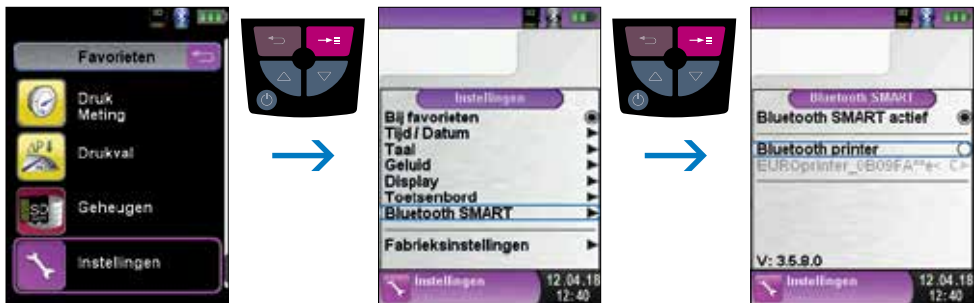 Favorieten
Druk
Meting
Drukval
Geheugen
Instellingen
Instellingen
Bij favorieten
Tijd / Datum
Taal
Geluid
Display
Toetsenbord
Bluetooth SMART
Fabrieksinstellingen
Instellingen
12.04.18
12:40
Bluetooth SMART
Bluetooth SMART actief
Bluetooth printer
V: 3.5.8.0
Instellingen
12.04.18
12:40